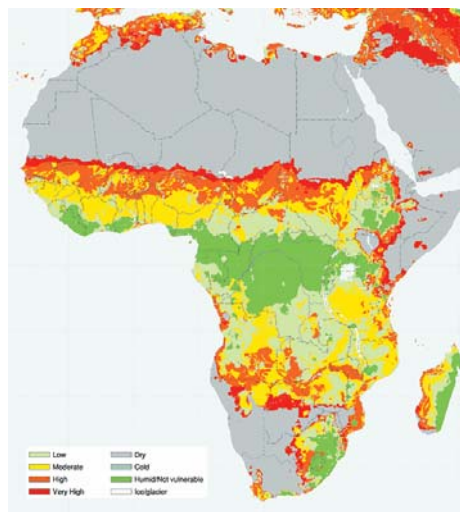 Low
Moderate
High
Very High
Dry
Cold
Humid/Not vulnerable
Ice/glacier